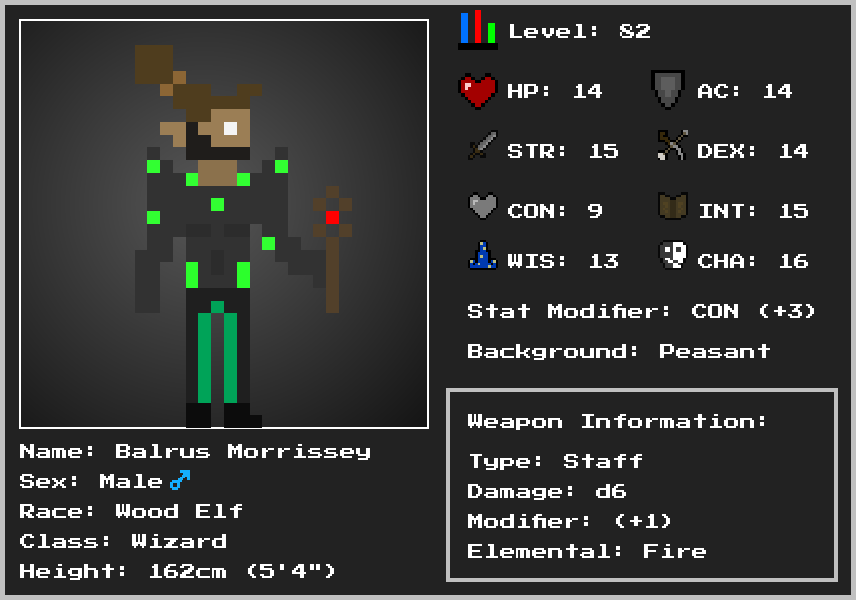 Level: 82
HP: 14 AC: 14
STR: 15 DEX: 14
CON: 9 INT: 15
WIS: 13 CHA: 16
Stat Modifier: CON (+3)
Background: Peasant
Weapon Information:
Type: Staff
Damage: d6
Modifier: (+1)
Elemental: Fire
Name: Balrus Morrissey
Sex: Male♂
Race: Wood Elf
Class: Wizard
Height: 162cm (5'4")